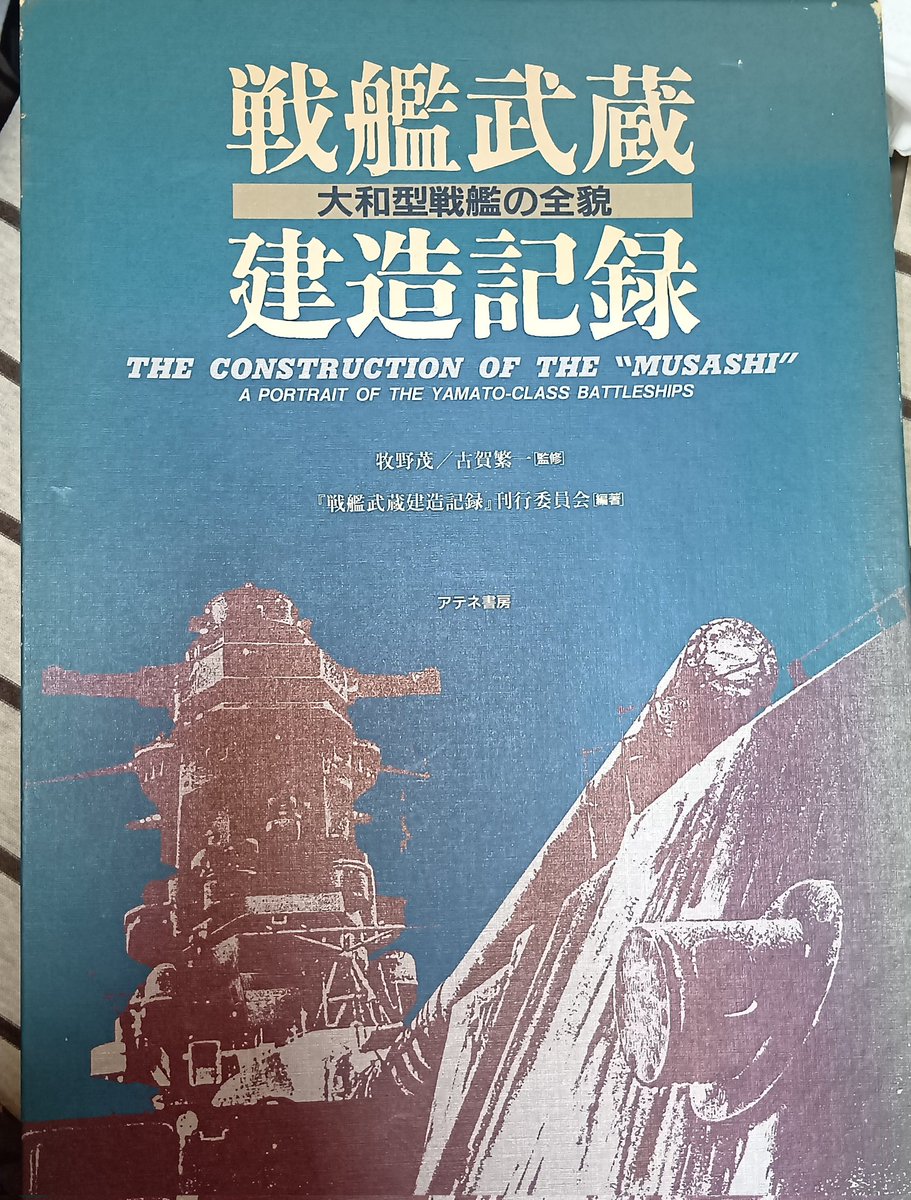 戦艦武蔵
大和型戦艦の全貌
建造記録
THE CONSTRUCTION OF THE “MUSASHI”
A PORTRAIT OF THE YAMATO-CLASS BATTLESHIPS
牧野茂／古賀繁一[監修]
『戦艦武蔵建造記録』刊行委員会[編著]
アテネ書房